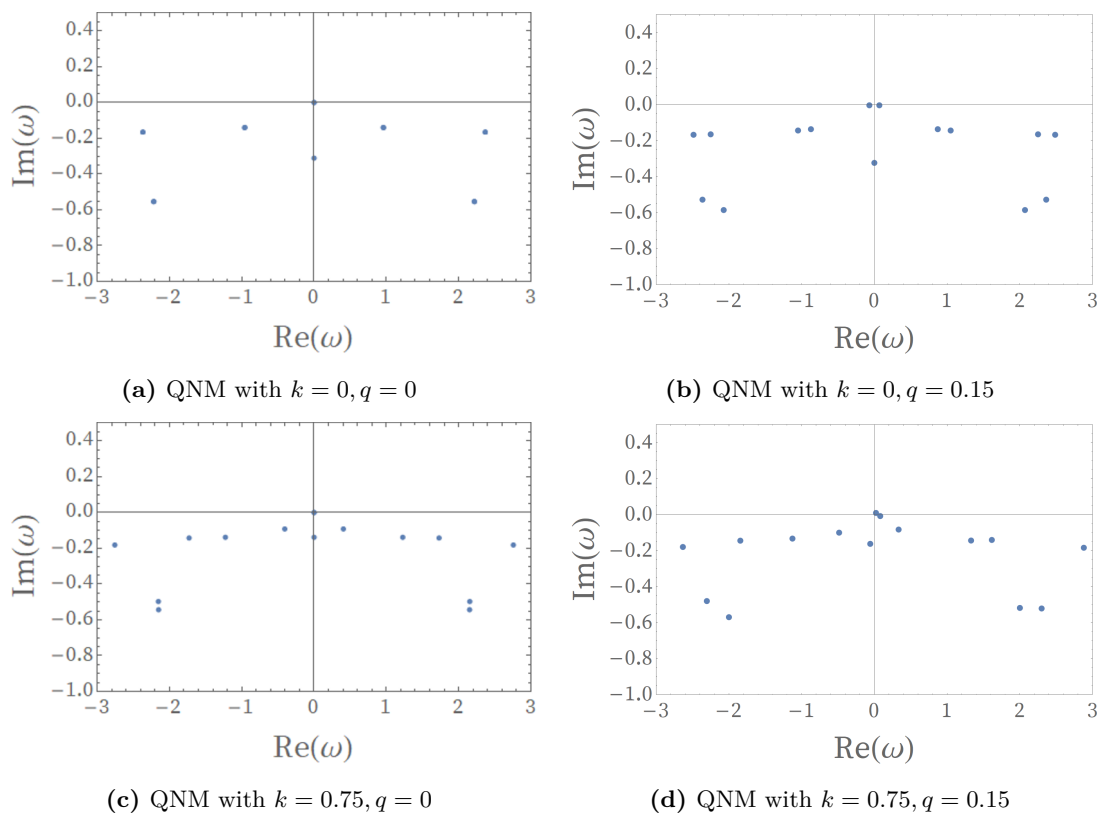 0.4
0.2
0.0
−0.2
−0.4
−0.6
−0.8
−1.0
Im(ω)
−3 −2 −1 0 1 2 3
Re(ω)
(a) QNM with k = 0, q = 0
0.4
0.2
0.0
−0.2
−0.4
−0.6
−0.8
−1.0
Im(ω)
−3 −2 −1 0 1 2 3
Re(ω)
(b) QNM with k = 0, q = 0.15
0.4
0.2
0.0
−0.2
−0.4
−0.6
−0.8
−1.0
Im(ω)
−3 −2 −1 0 1 2 3
Re(ω)
(c) QNM with k = 0.75, q = 0
0.4
0.2
0.0
−0.2
−0.4
−0.6
−0.8
−1.0
Im(ω)
−3 −2 −1 0 1 2 3
Re(ω)
(d) QNM with k = 0.75, q = 0.15